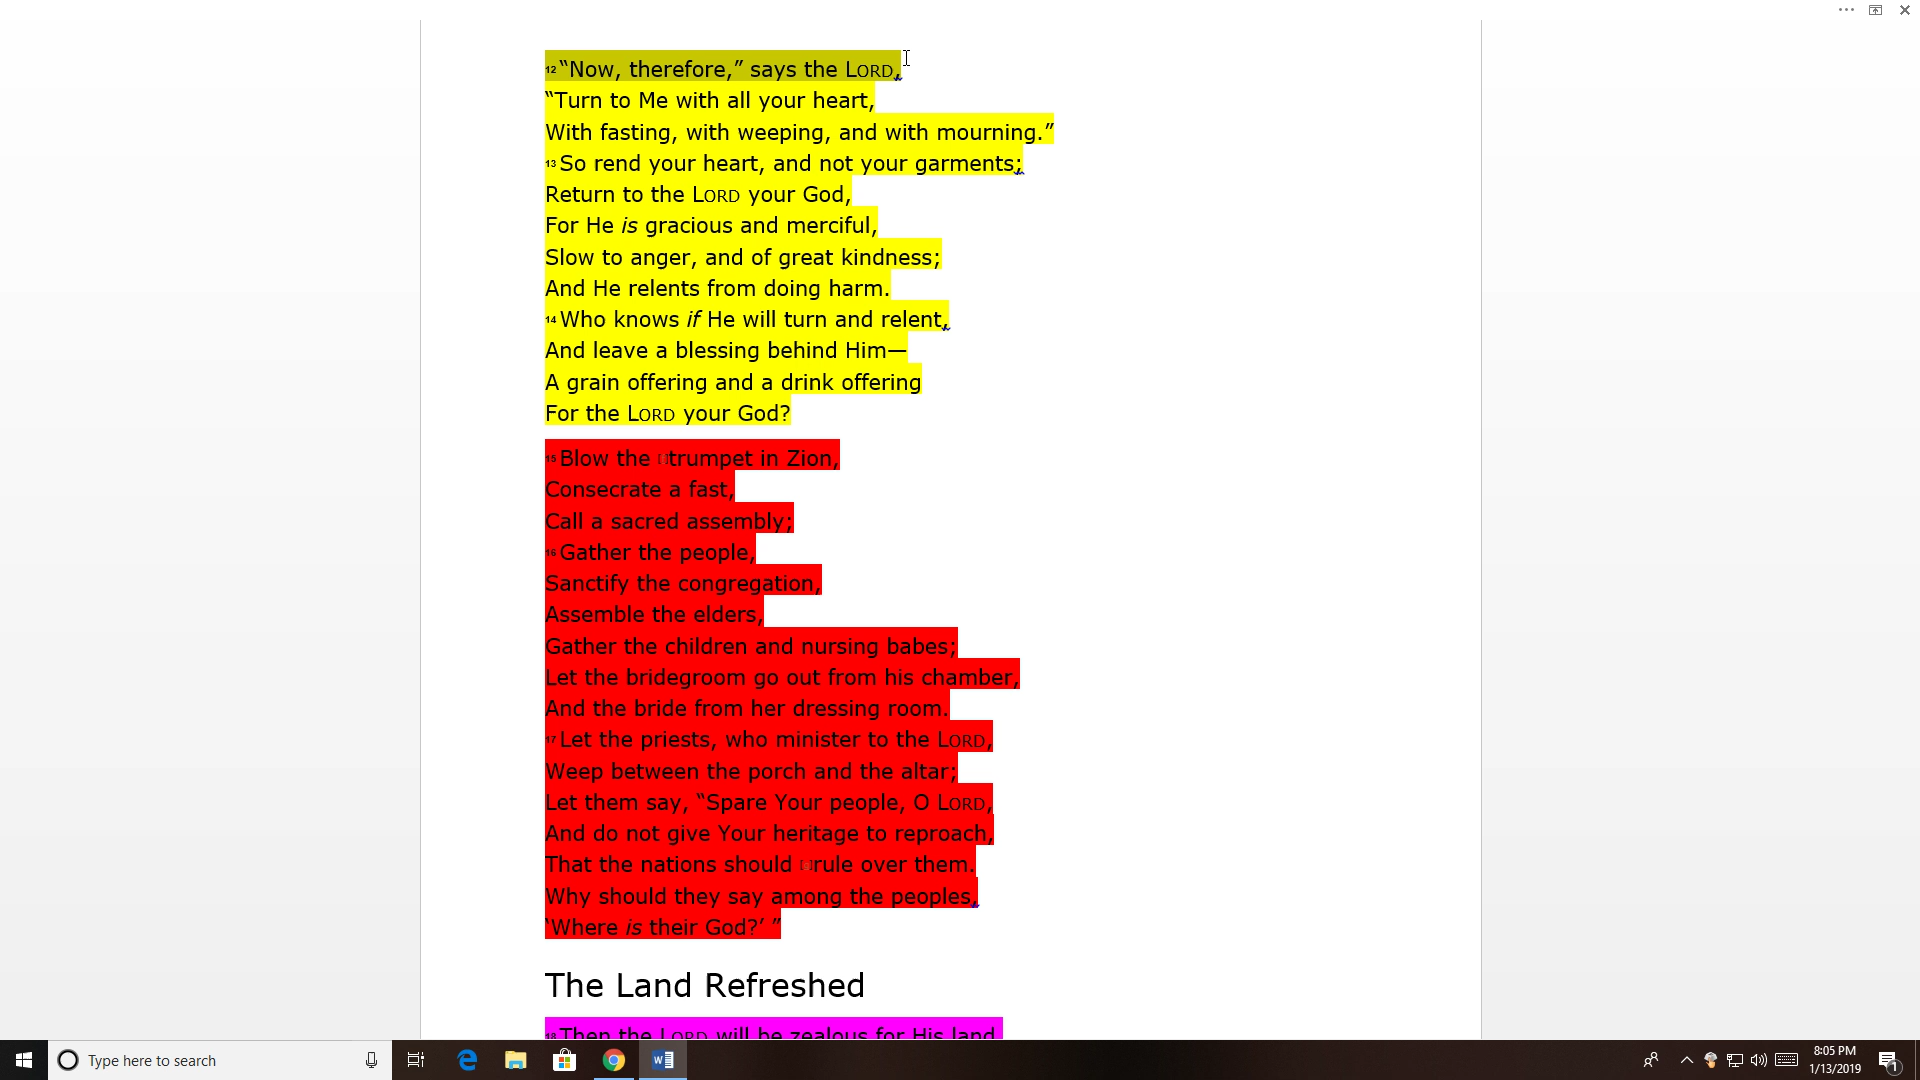 12 “Now, therefore,” says the LORD,
“Turn to Me with all your heart,
With fasting, with weeping, and with mourning.”
13 So rend your heart, and not your garments;
Return to the LORD your God,
For He is gracious and merciful,
Slow to anger, and of great kindness;
And He relents from doing harm.
14 Who knows if He will turn and relent,
And leave a blessing behind Him—
A grain offering and a drink offering
For the LORD your God?
15 Blow the trumpet in Zion,
Consecrate a fast,
Call a sacred assembly;
16 Gather the people,
Sanctify the congregation,
Assemble the elders,
Gather the children and nursing babes;
Let the bridegroom go out from his chamber,
And the bride from her dressing room.
17 Let the priests, who minister to the LORD,
Weep between the porch and the altar;
Let them say, “Spare Your people, O LORD,
And do not give Your heritage to reproach,
That the nations should rule over them.
Why should they say among the peoples,
‘Where is their God?’ ”
The Land Refreshed
18 Then the LORD will be zealous for His land,
Type here to search
8:05 PM
1/13/2019
1